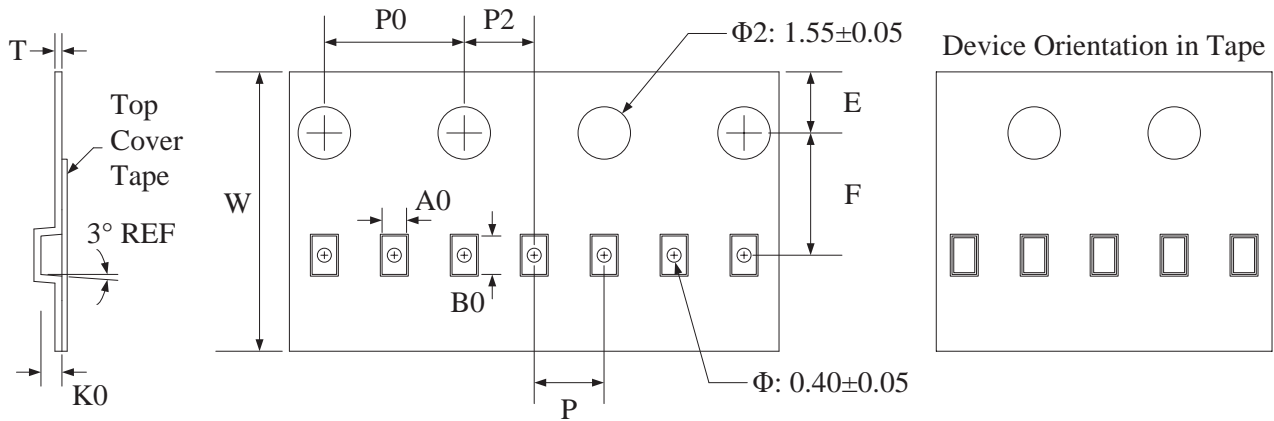 P0
P2
T
Φ2: 1.55±0.05
Device Orientation in Tape
Top
Cover
Tape
E
W
A0
F
3° REF
B0
K0
P
Φ: 0.40±0.05